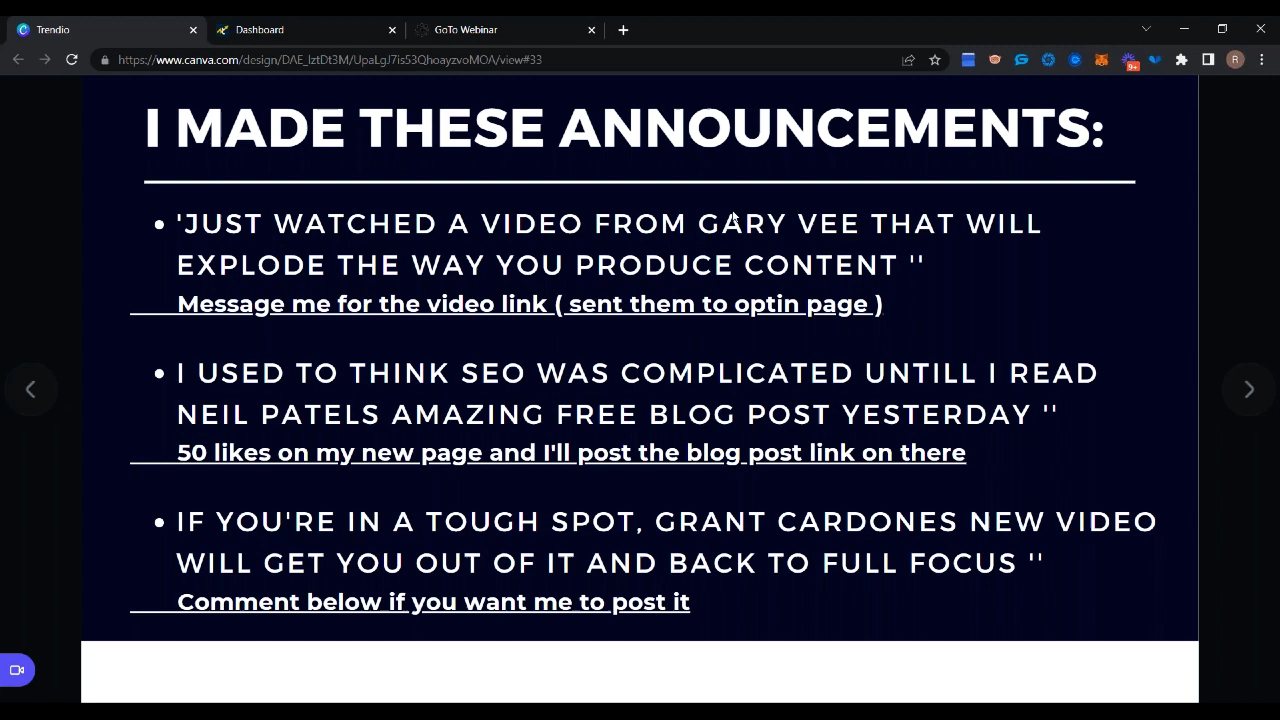 Trendio
Dashboard
GoTo Webinar
https://www.canva.com/design/DAE_lztDt3M/UpaLgJ7is53QhoayzvoMOA/view#33
9+
R
I MADE THESE ANNOUNCEMENTS:
'JUST WATCHED A VIDEO FROM GARY VEE THAT WILL
EXPLODE THE WAY YOU PRODUCE CONTENT ''
Message me for the video link ( sent them to optin page )
I USED TO THINK SEO WAS COMPLICATED UNTILL I READ
NEIL PATELS AMAZING FREE BLOG POST YESTERDAY ''
50 likes on my new page and I'll post the blog post link on there
IF YOU'RE IN A TOUGH SPOT, GRANT CARDONES NEW VIDEO
WILL GET YOU OUT OF IT AND BACK TO FULL FOCUS ''
Comment below if you want me to post it